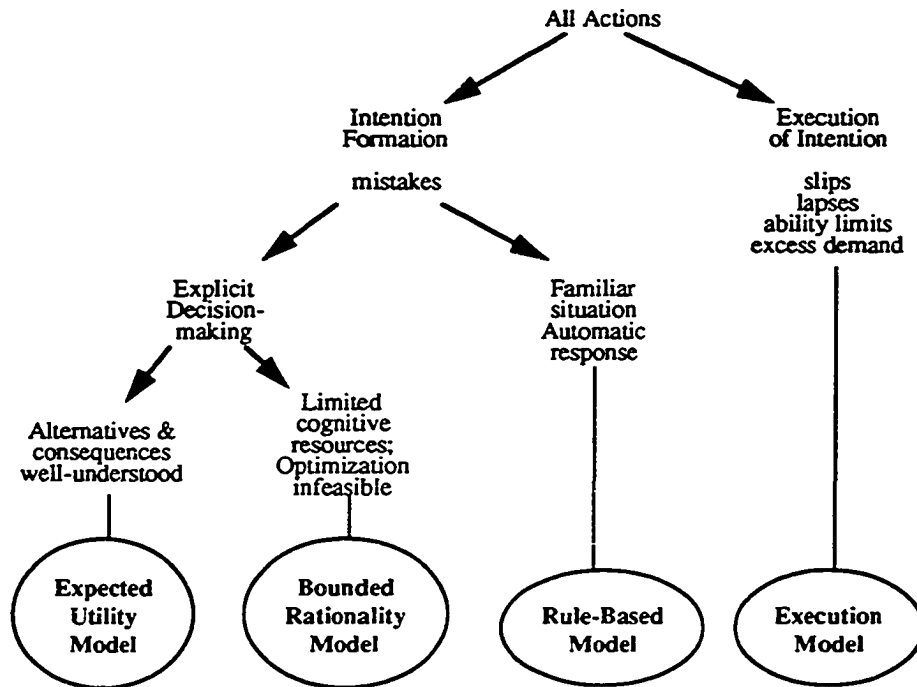 All Actions
Intention
Formation
mistakes
Execution
of Intention
slips
lapses
ability limits
excess demand
Explicit
Decision-
making
Familiar
situation
Automatic
response
Alternatives &
consequences
well-understood
Limited
cognitive
resources;
Optimization
infeasible
Expected
Utility
Model
Bounded
Rationality
Model
Rule-Based
Model
Execution
Model